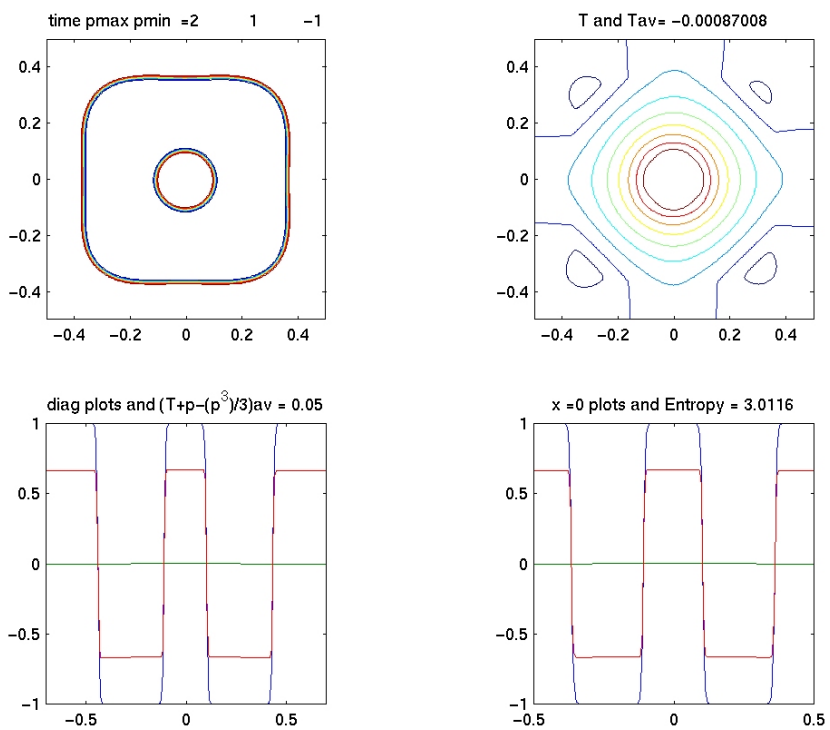 time pmax pmin =2 1 −1
0.4
0.2
0
−0.2
−0.4
−0.4 −0.2 0 0.2 0.4
T and Tav= −0.00087008
0.4
0.2
0
−0.2
−0.4
−0.4 −0.2 0 0.2 0.4
diag plots and (T+p−(p³)/3)av = 0.05
1
0.5
0
−0.5
−1
−0.5 0 0.5
x =0 plots and Entropy = 3.0116
1
0.5
0
−0.5
−1
−0.5 0 0.5